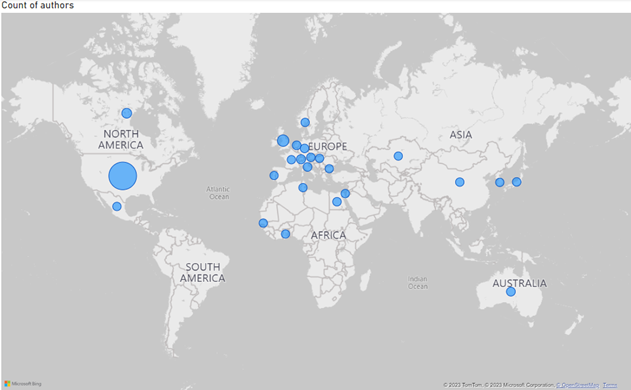 Count of authors
NORTH
AMERICA
EUROPE
ASIA
Atlantic
Ocean
AFRICA
SOUTH
AMERICA
Indian
Ocean
AUSTRALIA
Microsoft Bing
© 2023 TomTom, © 2023 Microsoft Corporation, © OpenStreetMap, Terms